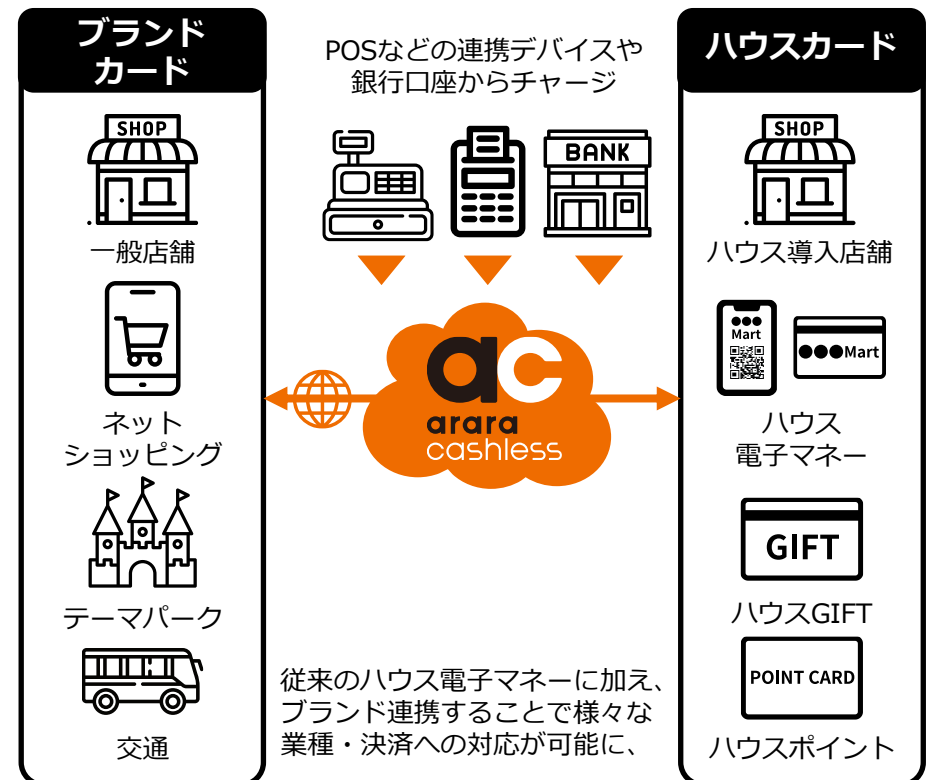 ブランド
カード
SHOP
一般店舗
ネット
ショッピング
テーマパーク
交通
POSなどの連携デバイスや
銀行口座からチャージ
BANK
ac
arara
cashless
従来のハウス電子マネーに加え、
ブランド連携することで様々な
業種・決済への対応が可能に、
ハウスカード
SHOP
ハウス導入店舗
●●●
Mart
●●●Mart
ハウス
電子マネー
GIFT
ハウスGIFT
POINT CARD
ハウスポイント